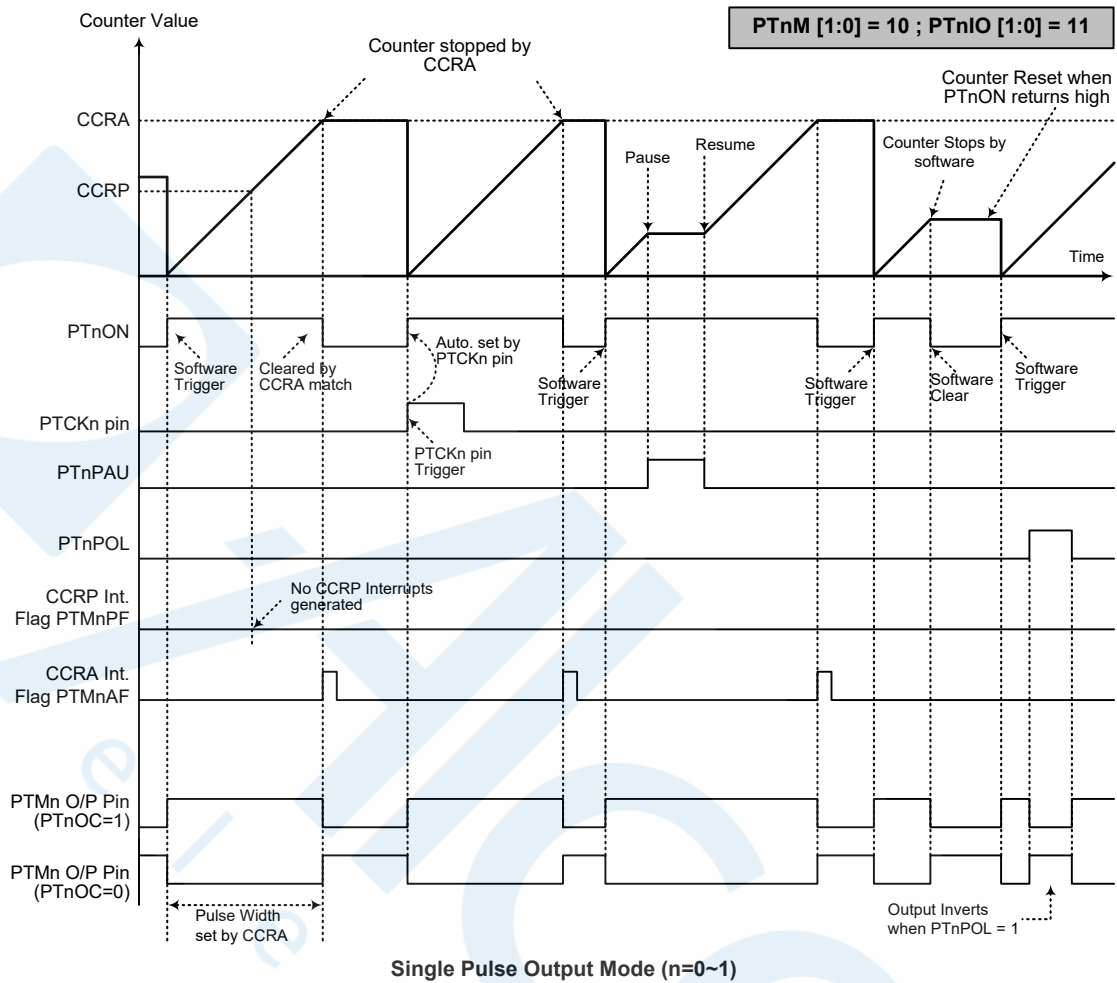 Counter Value
PTnM [1:0] = 10 ; PTnIO [1:0] = 11
Counter stopped by
CCRA
Counter Reset when
PTnON returns high
CCRA
CCRP
Pause
Resume
Counter Stops by
software
Time
PTnON
Software
Trigger
Cleared by
CCRA match
Auto. set by
PTCKn pin
Software
Trigger
Software
Trigger
Software
Clear
Software
Trigger
PTCKn pin
PTCKn pin
Trigger
PTnPAU
PTnPOL
No CCRP Interrupts
generated
CCRP Int.
Flag PTMnPF
CCRA Int.
Flag PTMnAF
PTMn O/P Pin
(PTnOC=1)
PTMn O/P Pin
(PTnOC=0)
Pulse Width
set by CCRA
Output Inverts
when PTnPOL = 1
Single Pulse Output Mode (n=0~1)